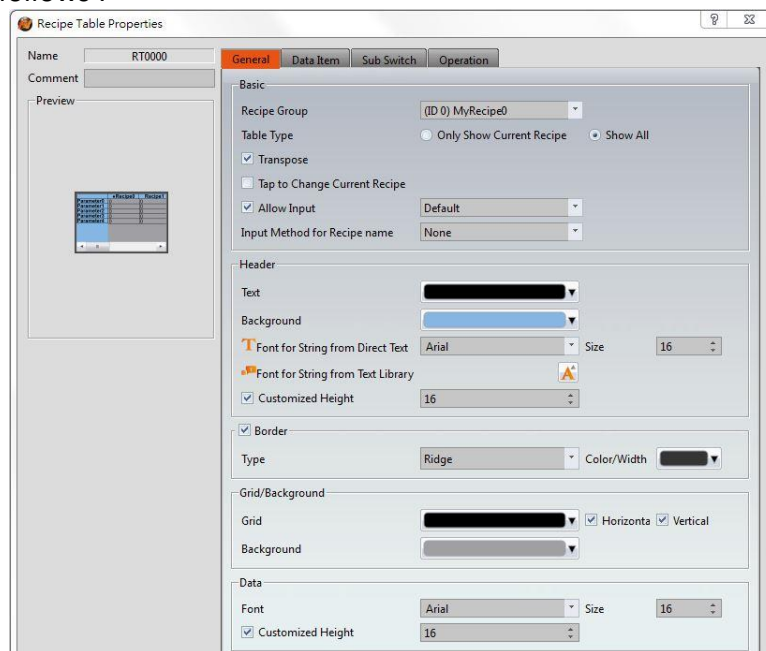 Recipe Table Properties
Name RT0000
Comment
Preview
Recipe0 Recipe1
General Data Item Sub Switch Operation
Basic
Recipe Group (ID 0) MyRecipe0
Table Type Only Show Current Recipe Show All
Transpose
Tap to Change Current Recipe
Allow Input Default
Input Method for Recipe name None
Header
Text
Background
Font for String from Direct Text Arial Size 16
Font for String from Text Library
Customized Height 16
Border
Type Ridge Color/Width
Grid/Background
Grid Horizonta Vertical
Background
Data
Font Arial Size 16
Customized Height 16